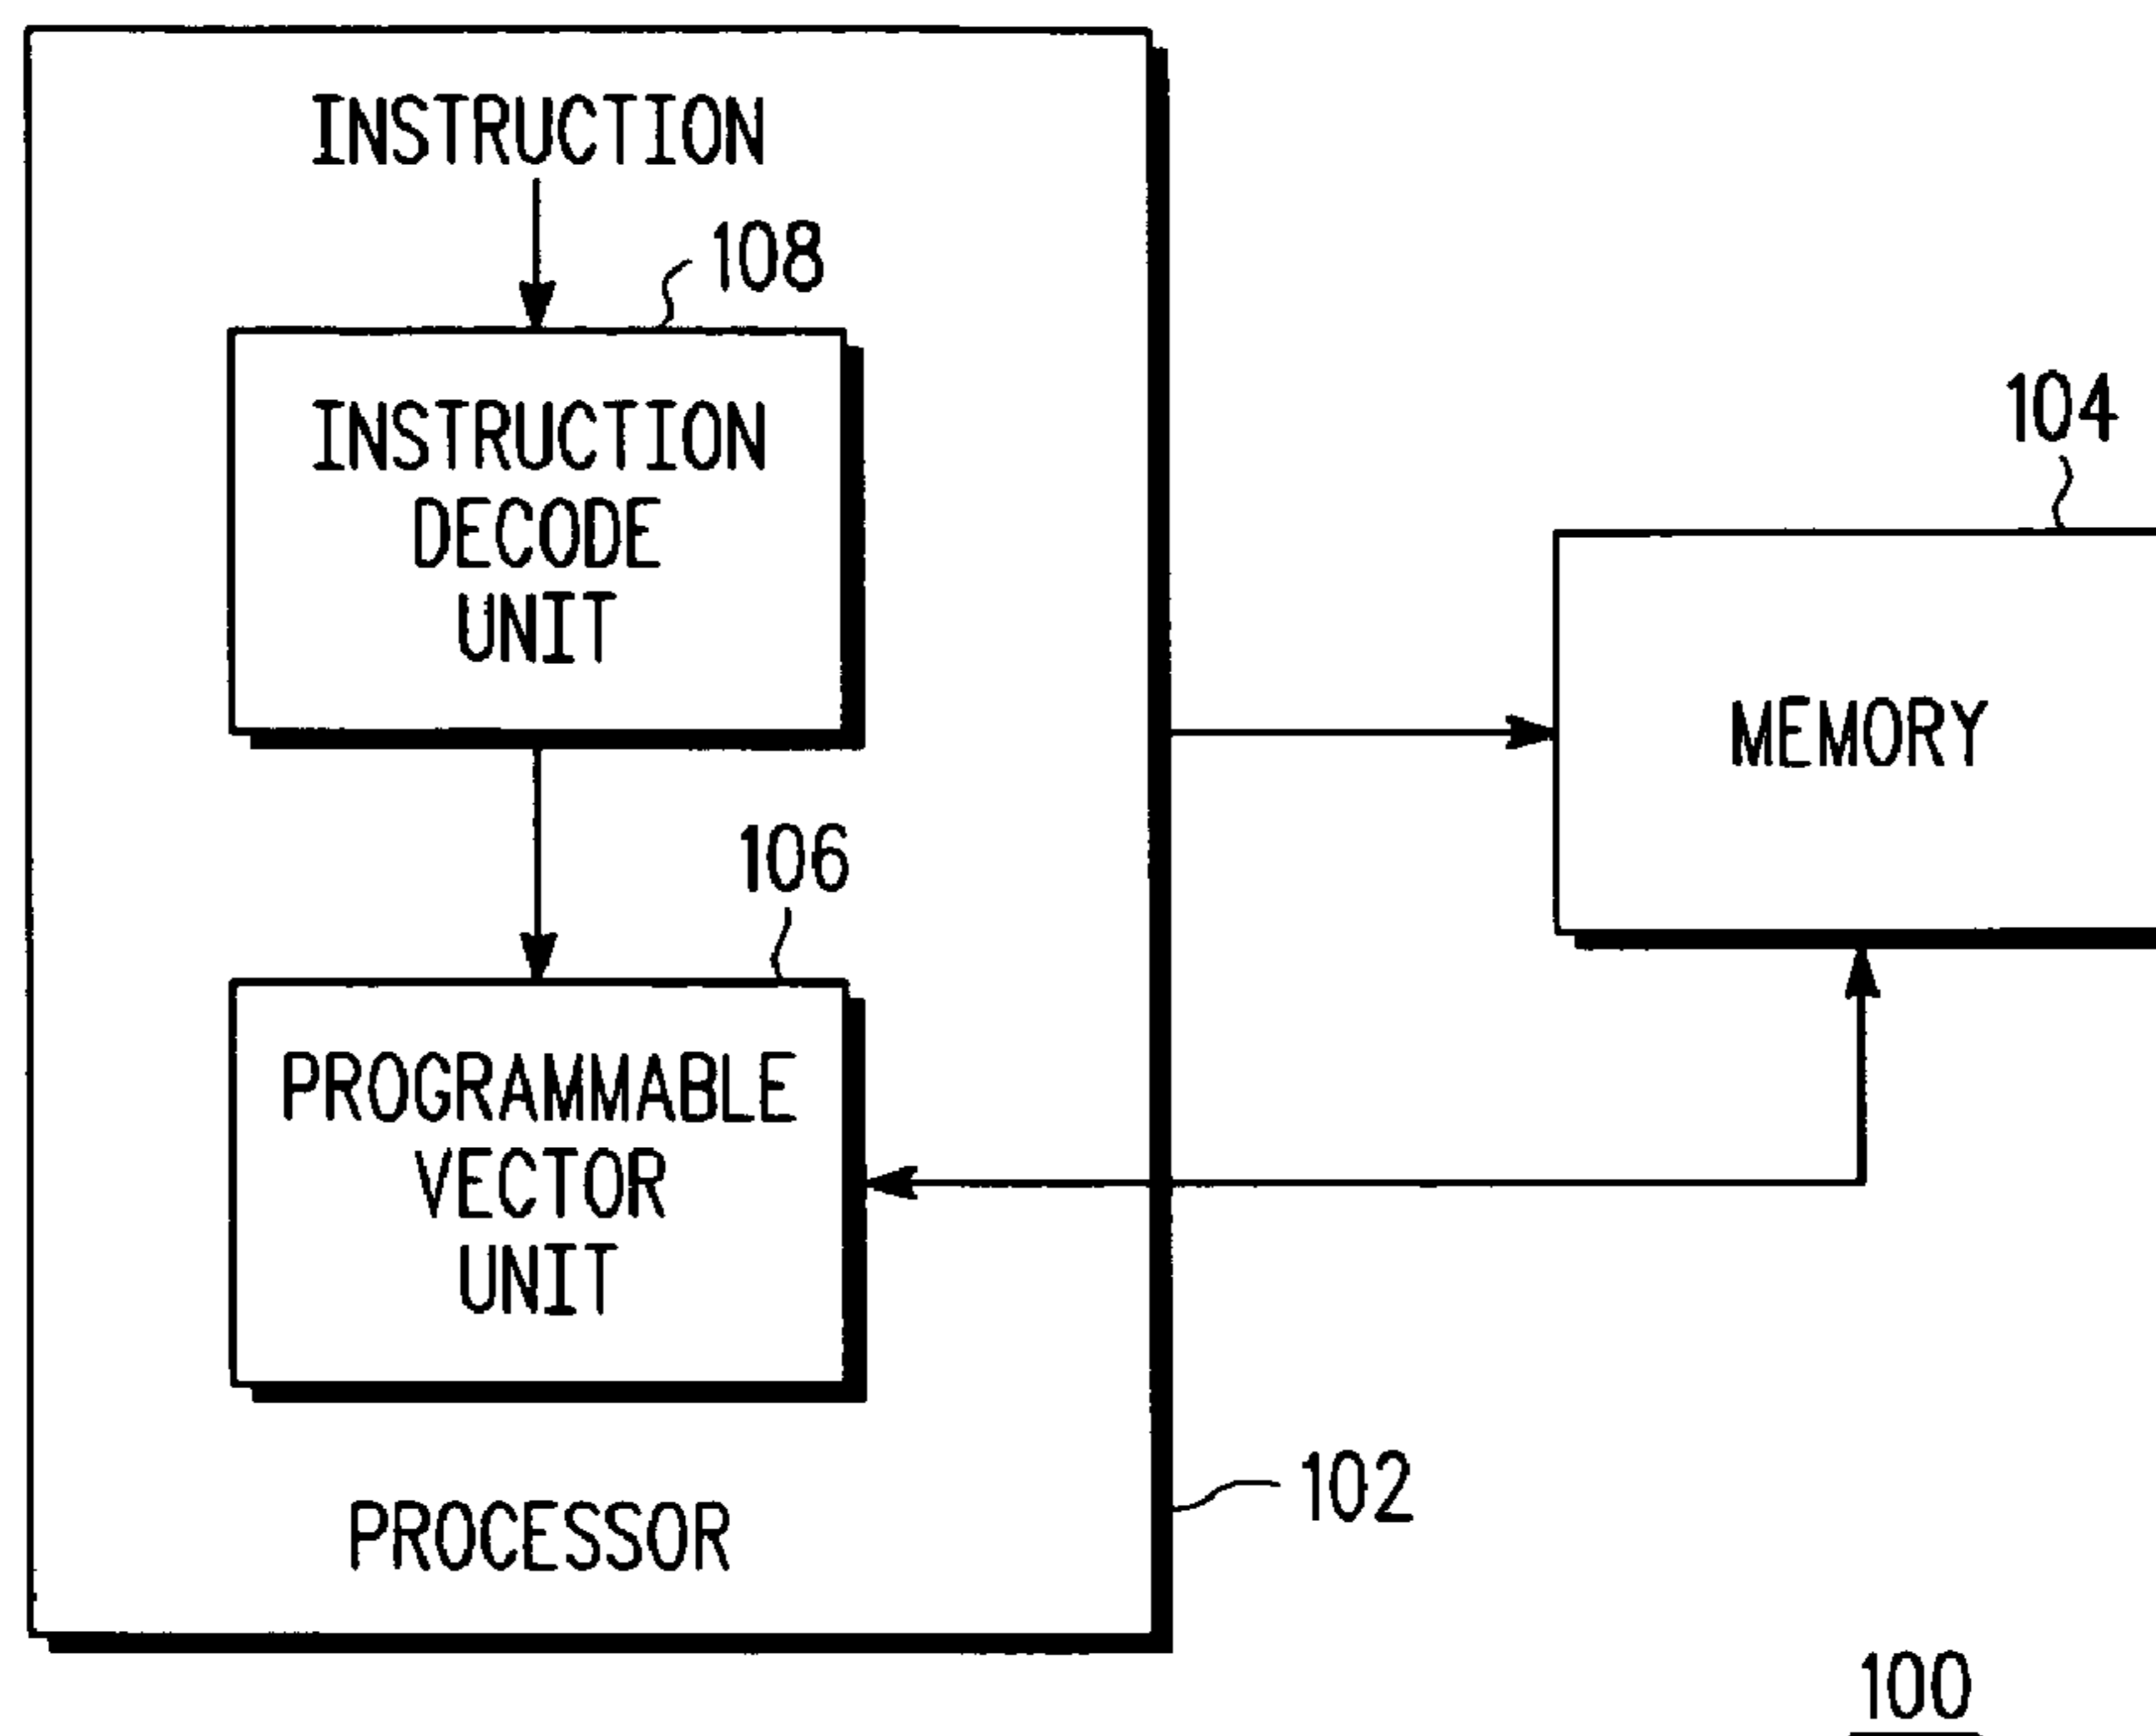 INSTRUCTION
108
INSTRUCTION
DECODE
UNIT
104
MEMORY
106
PROGRAMMABLE
VECTOR
UNIT
102
PROCESSOR
100